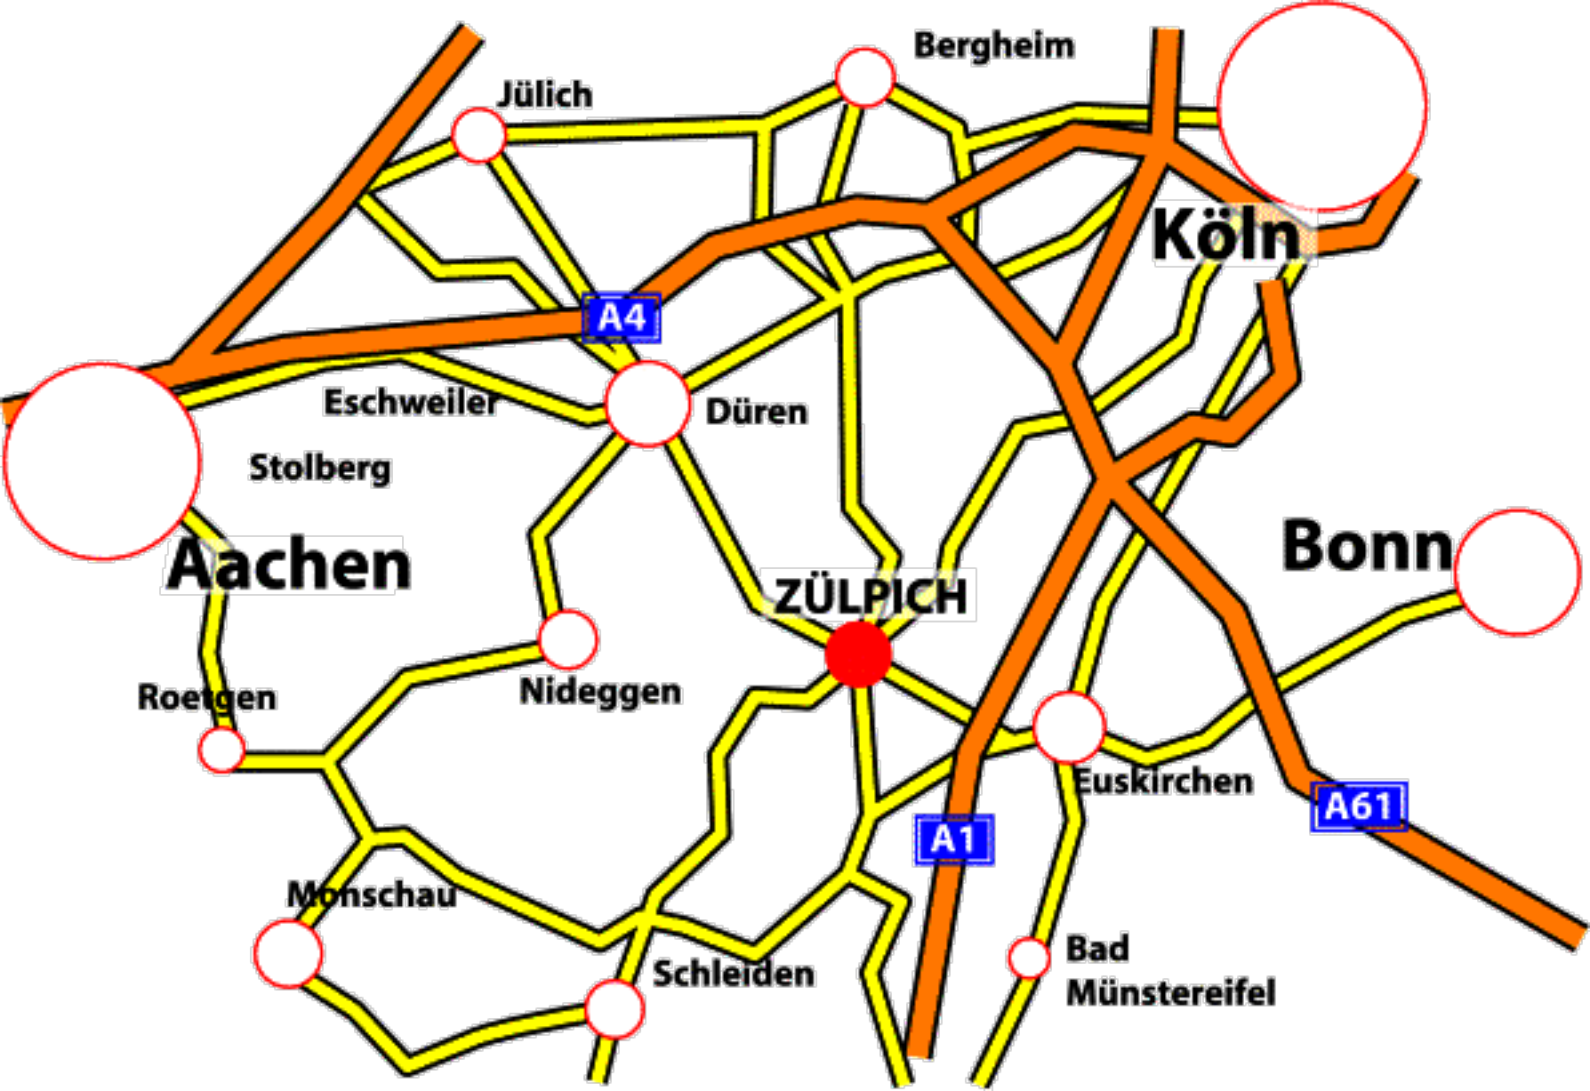 Bergheim
Jülich
Köln
A4
Eschweiler
Düren
Stolberg
Bonn
Aachen
ZÜLPICH
Roetgen
Nideggen
Euskirchen
A61
A1
Monschau
Schleiden
Bad
Münstereifel